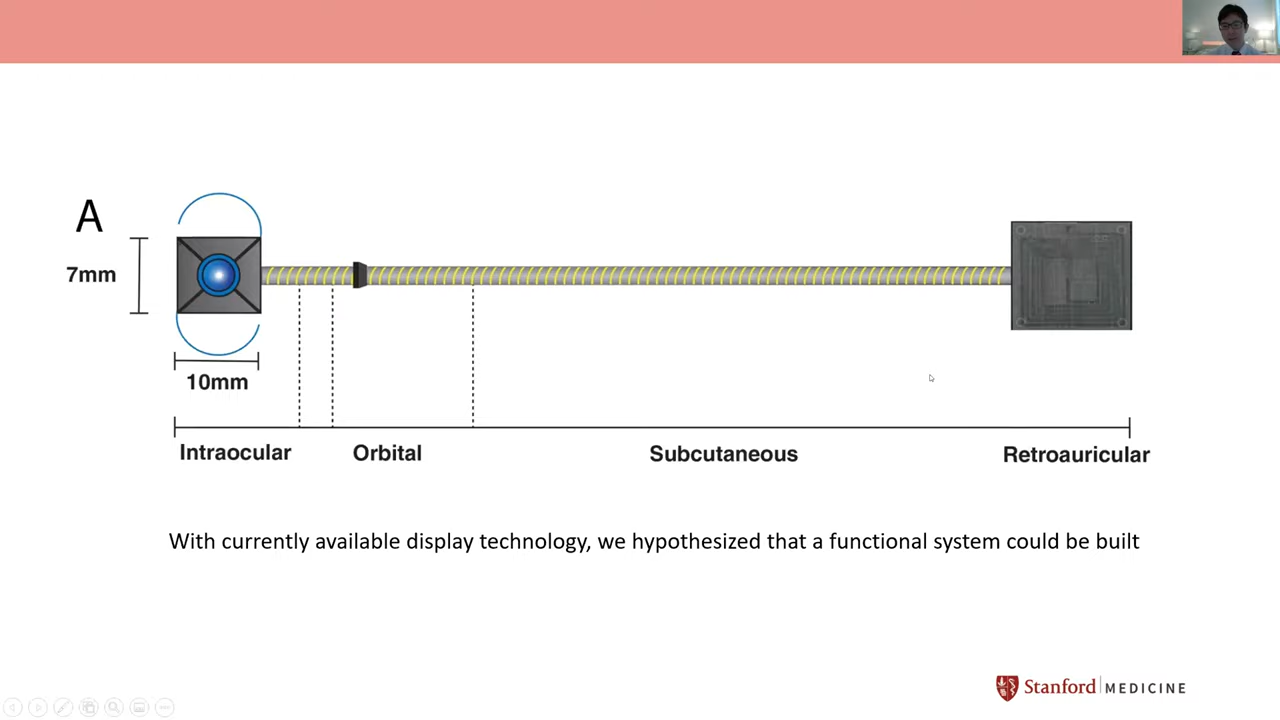 A
7mm
10mm
Intraocular
Orbital
Subcutaneous
Retroauricular
With currently available display technology, we hypothesized that a functional system could be built
Stanford MEDICINE